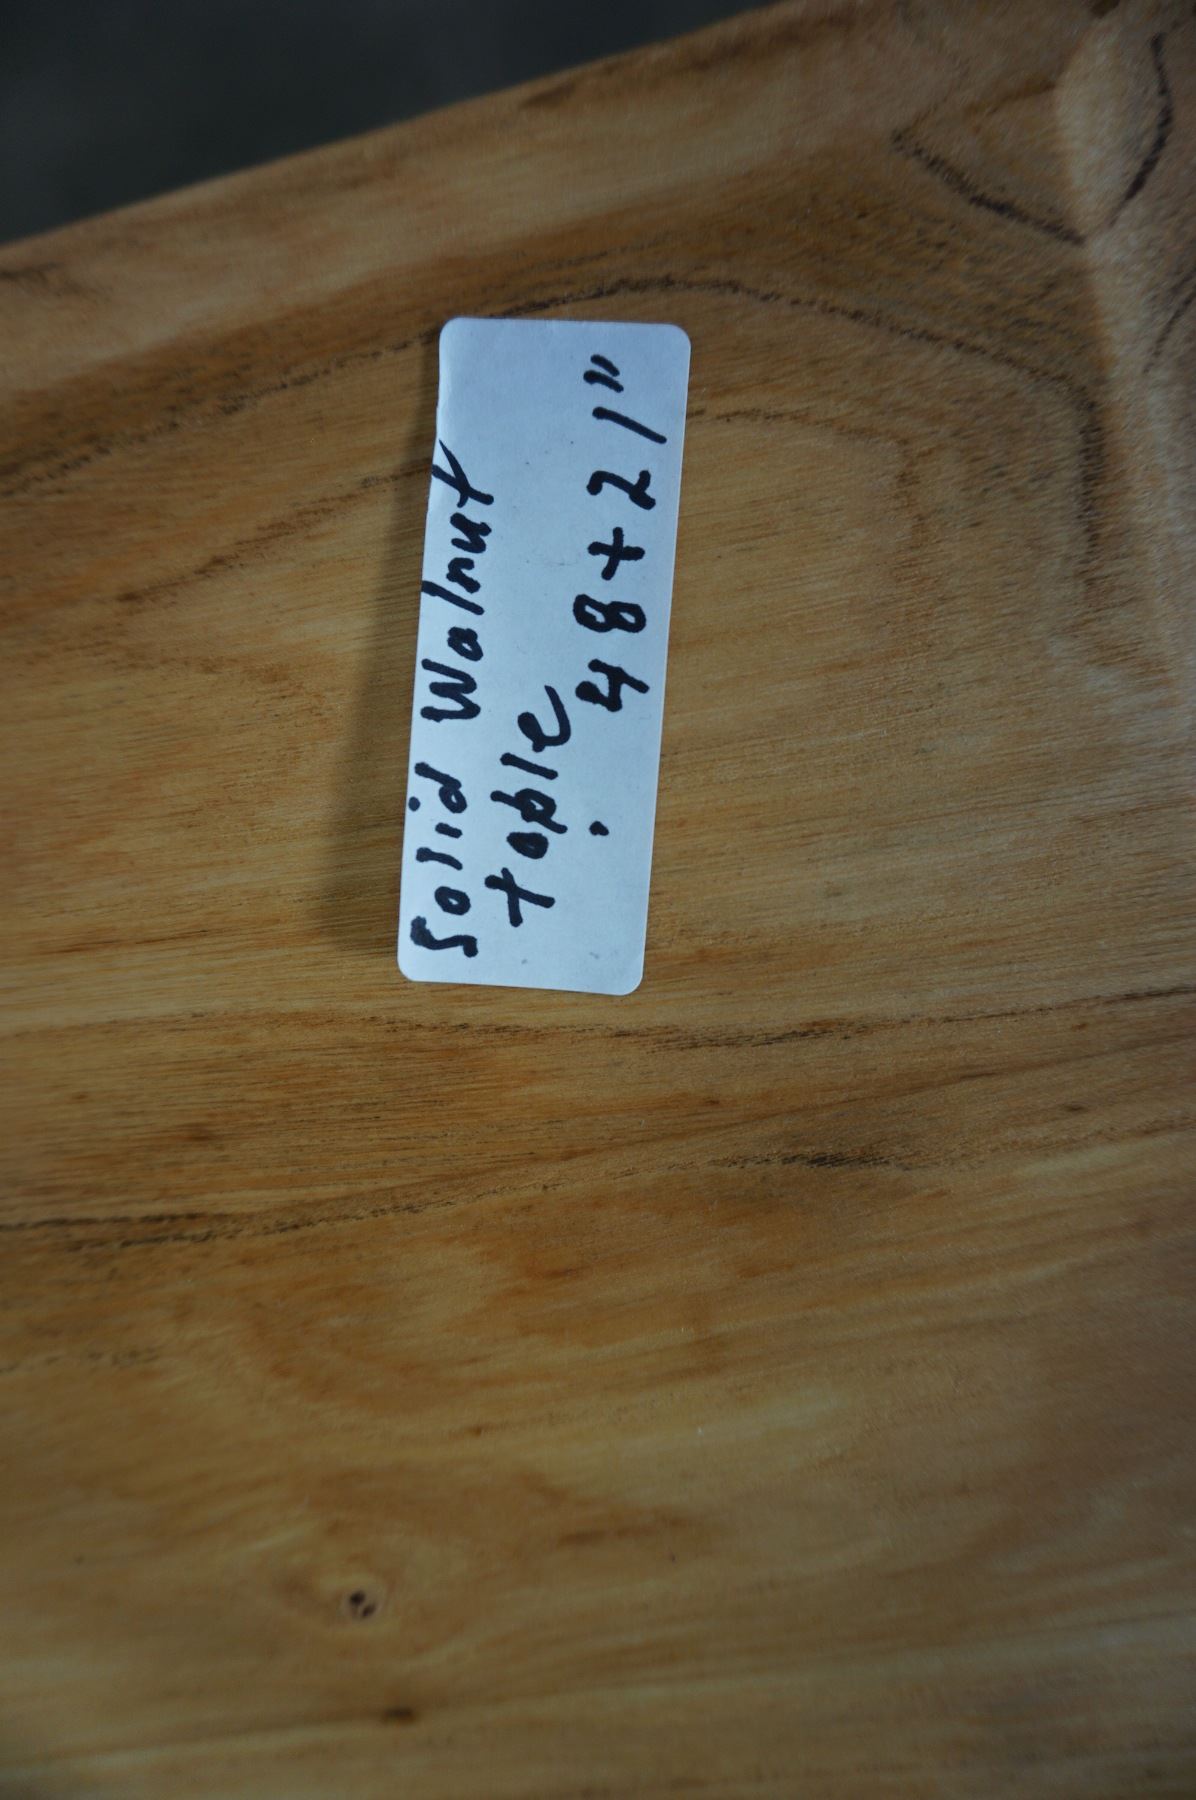 Solid Walnut
table
48+21"